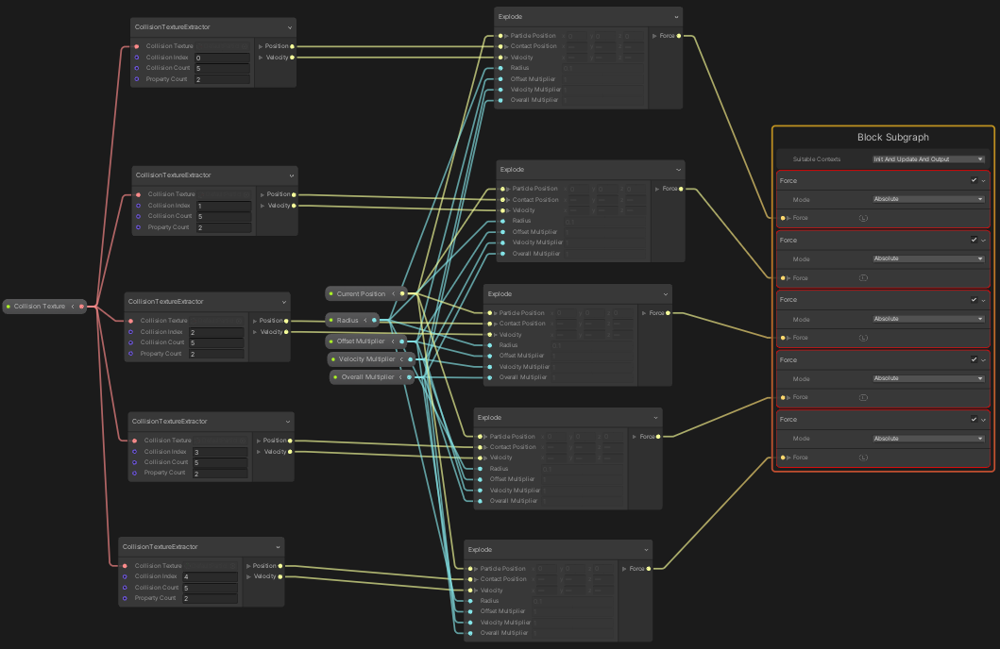 CollisionTextureExtractor
Collision Texture
Position
Collision Index 0
Velocity
Collision Count 5
Property Count 2
Explode
Particle Position
Force
Contact Position
Velocity
Radius
Offset Multiplier
Velocity Multiplier
Overall Multiplier
CollisionTextureExtractor
Collision Texture
Position
Collision Index 1
Velocity
Collision Count 5
Property Count 2
Explode
Particle Position
Force
Contact Position
Velocity
Radius
Offset Multiplier
Velocity Multiplier
Overall Multiplier
Collision Texture
Current Position
Radius
Offset Multiplier
Velocity Multiplier
Overall Multiplier
CollisionTextureExtractor
Collision Texture
Position
Collision Index 2
Velocity
Collision Count 5
Property Count 2
Explode
Particle Position
Force
Contact Position
Velocity
Radius
Offset Multiplier
Velocity Multiplier
Overall Multiplier
CollisionTextureExtractor
Collision Texture
Position
Collision Index 3
Velocity
Collision Count 5
Property Count 2
Explode
Particle Position
Force
Contact Position
Velocity
Radius
Offset Multiplier
Velocity Multiplier
Overall Multiplier
CollisionTextureExtractor
Collision Texture
Position
Collision Index 4
Velocity
Collision Count 5
Property Count 2
Explode
Particle Position
Force
Contact Position
Velocity
Radius
Offset Multiplier
Velocity Multiplier
Overall Multiplier
Block Subgraph
Suitable Contexts Init And Update And Output
Force
Mode Absolute
Force L
Force
Mode Absolute
Force L
Force
Mode Absolute
Force L
Force
Mode Absolute
Force L
Force
Mode Absolute
Force L